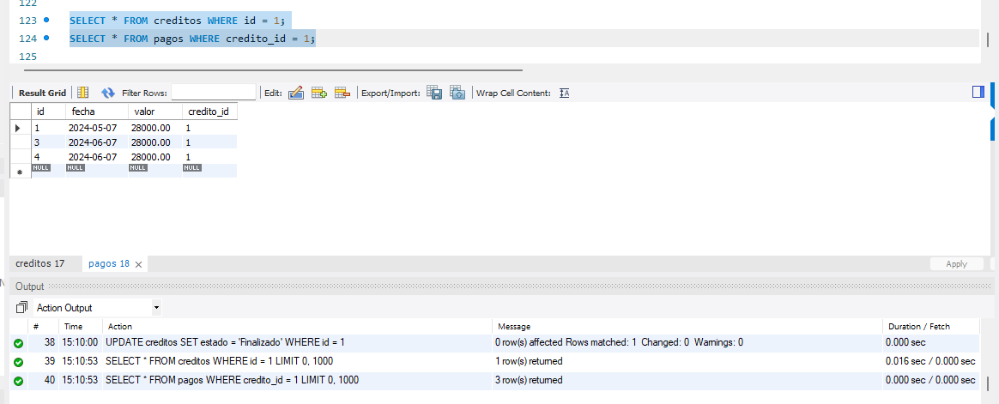 122
123 SELECT * FROM creditos WHERE id = 1;
124 SELECT * FROM pagos WHERE credito_id = 1;
125
Result Grid Filter Rows: Edit: Export/Import: Wrap Cell Content:
id fecha valor credito_id
1 2024-05-07 28000.00 1
3 2024-06-07 28000.00 1
4 2024-06-07 28000.00 1
NULL NULL NULL NULL
creditos 17 pagos 18 Apply
Output
Action Output
# Time Action Message Duration / Fetch
38 15:10:00 UPDATE creditos SET estado = 'Finalizado' WHERE id = 1 0 row(s) affected Rows matched: 1 Changed: 0 Warnings: 0 0.000 sec
39 15:10:53 SELECT * FROM creditos WHERE id = 1 LIMIT 0, 1000 1 row(s) returned 0.016 sec / 0.000 sec
40 15:10:53 SELECT * FROM pagos WHERE credito_id = 1 LIMIT 0, 1000 3 row(s) returned 0.000 sec / 0.000 sec